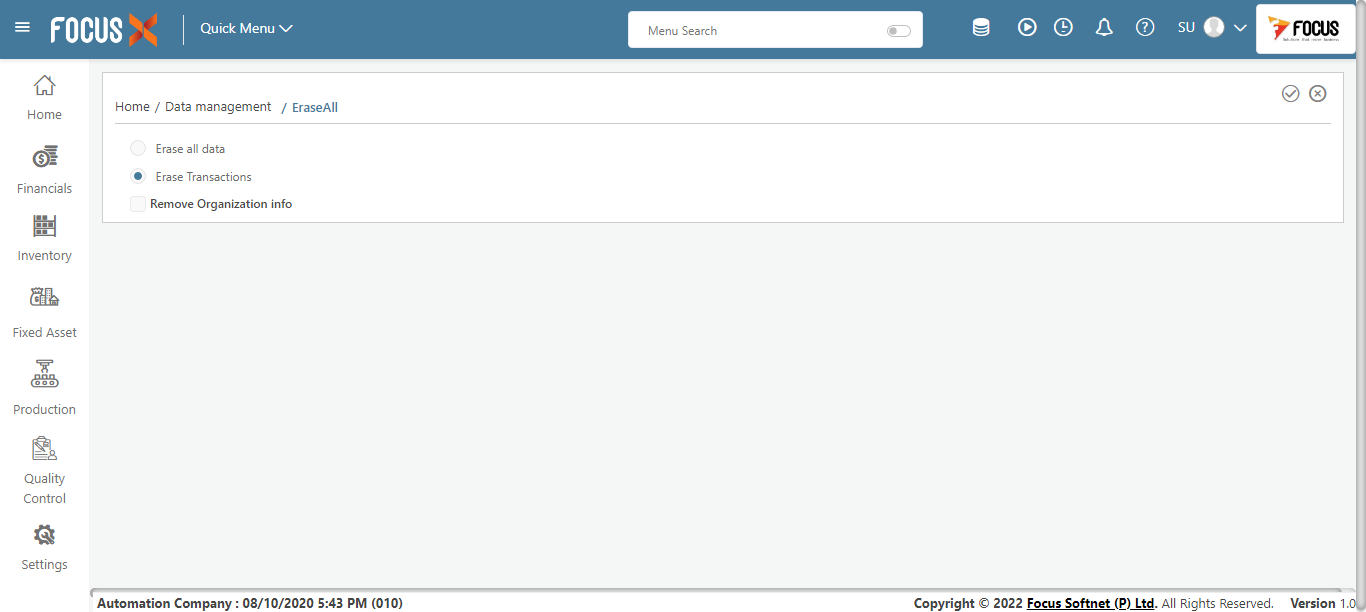 FOCUS X Quick Menu Menu Search SU FOCUS
Home
Financials
Inventory
Fixed Asset
Production
Quality
Control
Settings
Home / Data management / EraseAll
Erase all data
Erase Transactions
Remove Organization info
Automation Company : 08/10/2020 5:43 PM (010)
Copyright © 2022 Focus Softnet (P) Ltd. All Rights Reserved. Version 1.0